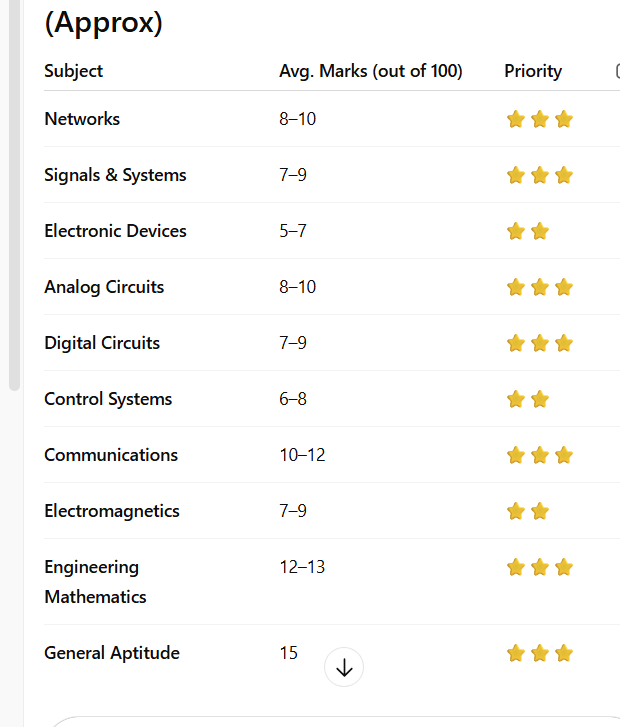 (Approx)
Subject Avg. Marks (out of 100) Priority
Networks 8–10 ⭐⭐⭐
Signals & Systems 7–9 ⭐⭐⭐
Electronic Devices 5–7 ⭐⭐
Analog Circuits 8–10 ⭐⭐⭐
Digital Circuits 7–9 ⭐⭐⭐
Control Systems 6–8 ⭐⭐
Communications 10–12 ⭐⭐⭐
Electromagnetics 7–9 ⭐⭐
Engineering 12–13 ⭐⭐⭐
Mathematics
General Aptitude 15 ⭐⭐⭐